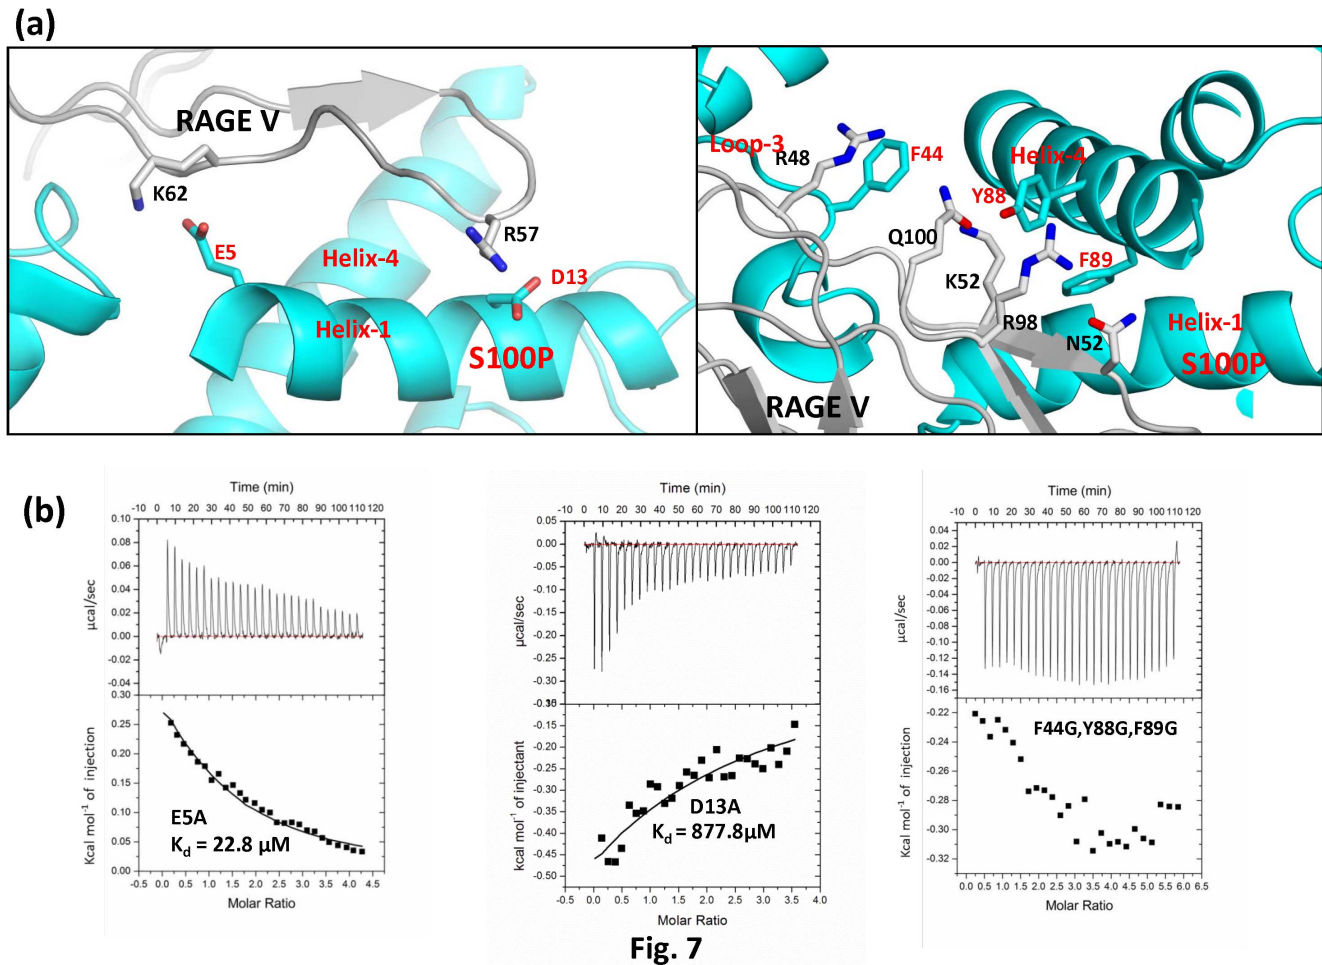 (a)
RAGE V
K62
E5
R57
D13
Helix-4
Helix-1
S100P
Loop-3
R48
F44
Helix-4
Y88
Q100
K52
F89
R98
N52
Helix-1
S100P
RAGE V
(b)
Time (min)
-10 0 10 20 30 40 50 60 70 80 90 100 110 120
0.10
0.08
0.06
0.04
0.02
0.00
-0.02
-0.04
µcal/sec
0.30
0.25
0.20
0.15
0.10
0.05
0.00
Kcal mol⁻¹ of injection
E5A
Kd = 22.8 µM
-0.5 0.0 0.5 1.0 1.5 2.0 2.5 3.0 3.5 4.0 4.5
Molar Ratio
Time (min)
-10 0 10 20 30 40 50 60 70 80 90 100 110 120
0.05
0.00
-0.05
-0.10
-0.15
-0.20
-0.25
-0.30
µcal/sec
-0.15
-0.20
-0.25
-0.30
-0.35
-0.40
-0.45
-0.50
kcal mol⁻¹ of injectant
D13A
Kd = 877.8µM
-0.5 0.0 0.5 1.0 1.5 2.0 2.5 3.0 3.5 4.0
Molar Ratio
Time (min)
-10 0 10 20 30 40 50 60 70 80 90 100 110 120
0.04
0.02
0.00
-0.02
-0.04
-0.06
-0.08
-0.10
-0.12
-0.14
-0.16
µcal/sec
-0.22
-0.24
-0.26
-0.28
-0.30
-0.32
Kcal mol⁻¹ of injection
F44G,Y88G,F89G
0.0 0.5 1.0 1.5 2.0 2.5 3.0 3.5 4.0 4.5 5.0 5.5 6.0 6.5
Molar Ratio
Fig. 7